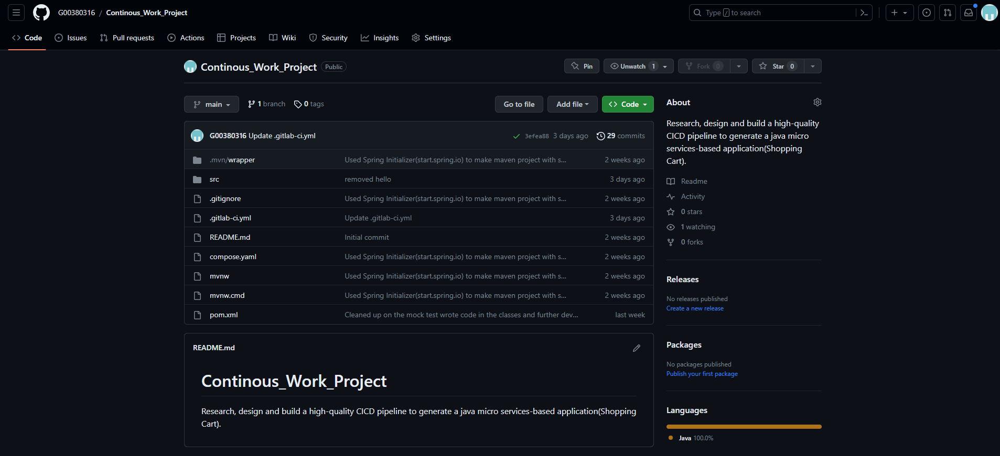 G00380316 / Continous_Work_Project
Type / to search
Code
Issues
Pull requests
Actions
Projects
Wiki
Security
Insights
Settings
Continous_Work_Project Public
Pin
Unwatch 1
Fork 0
Star 0
main
1 branch
0 tags
Go to file
Add file
Code
G00380316 Update .gitlab-ci.yml 3efea88 3 days ago 29 commits
.mvn/wrapper Used Spring Initializer(start.spring.io) to make maven project with s... 2 weeks ago
src removed hello 3 days ago
.gitignore Used Spring Initializer(start.spring.io) to make maven project with s... 2 weeks ago
.gitlab-ci.yml Update .gitlab-ci.yml 3 days ago
README.md Initial commit 2 weeks ago
compose.yaml Used Spring Initializer(start.spring.io) to make maven project with s... 2 weeks ago
mvnw Used Spring Initializer(start.spring.io) to make maven project with s... 2 weeks ago
mvnw.cmd Used Spring Initializer(start.spring.io) to make maven project with s... 2 weeks ago
pom.xml Cleaned up on the mock test wrote code in the classes and further dev... last week
README.md
Continous_Work_Project
Research, design and build a high-quality CICD pipeline to generate a java micro services-based application(Shopping
Cart).
About
Research, design and build a high-quality
CICD pipeline to generate a java micro
services-based application(Shopping
Cart).
Readme
Activity
0 stars
1 watching
0 forks
Releases
No releases published
Create a new release
Packages
No packages published
Publish your first package
Languages
Java 100.0%